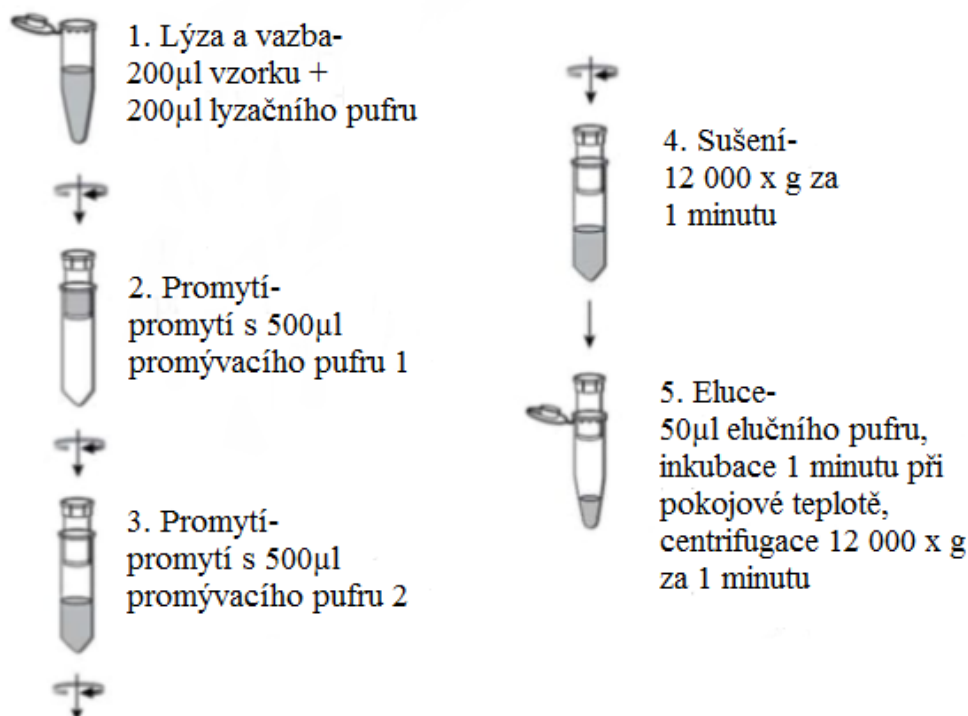 1. Lýza a vazba-
200µl vzorku +
200µl lyzačního pufru
2. Promytí-
promytí s 500µl
promývacího pufru 1
3. Promytí-
promytí s 500µl
promývacího pufru 2
4. Sušení-
12 000 x g za
1 minutu
5. Eluce-
50µl elučního pufru,
inkubace 1 minutu při
pokojové teplotě,
centrifugace 12 000 x g
za 1 minutu